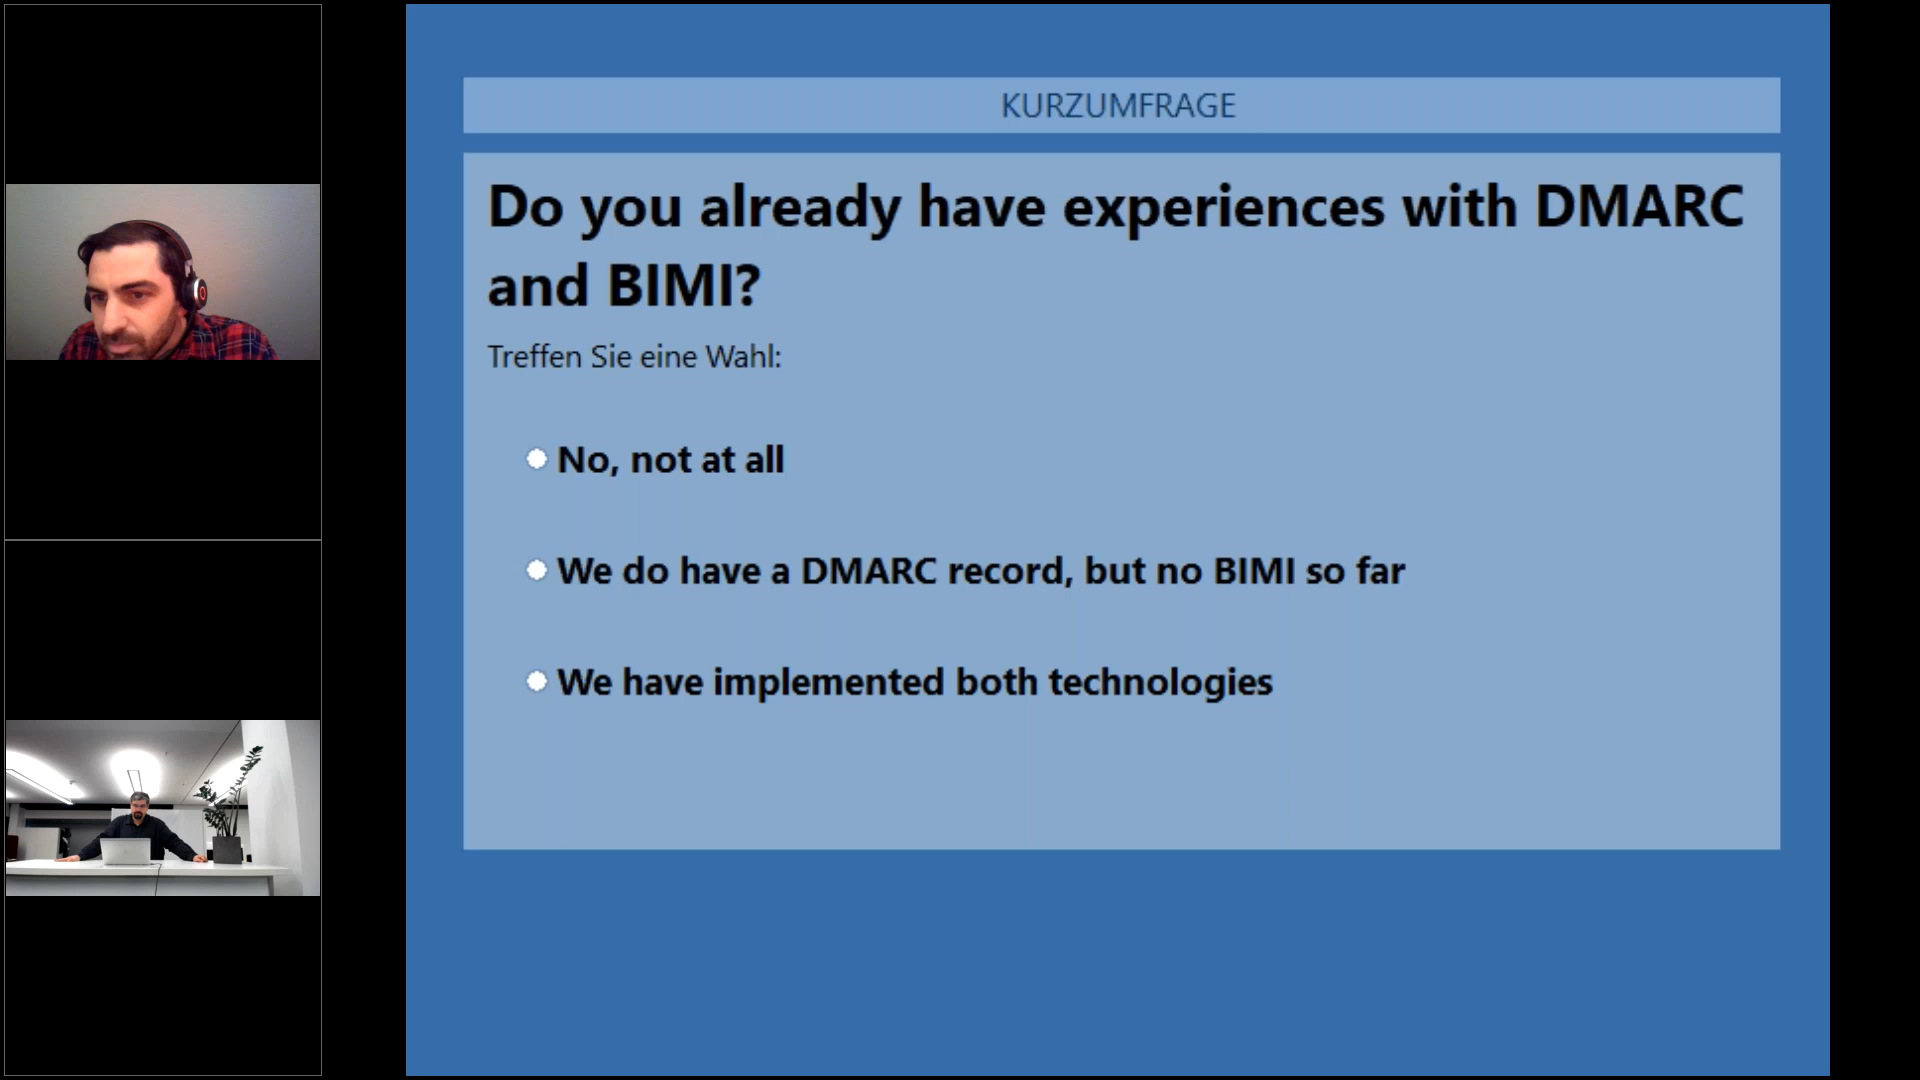 KURZUMFRAGE
Do you already have experiences with DMARC
and BIMI?
Treffen Sie eine Wahl:
No, not at all
We do have a DMARC record, but no BIMI so far
We have implemented both technologies